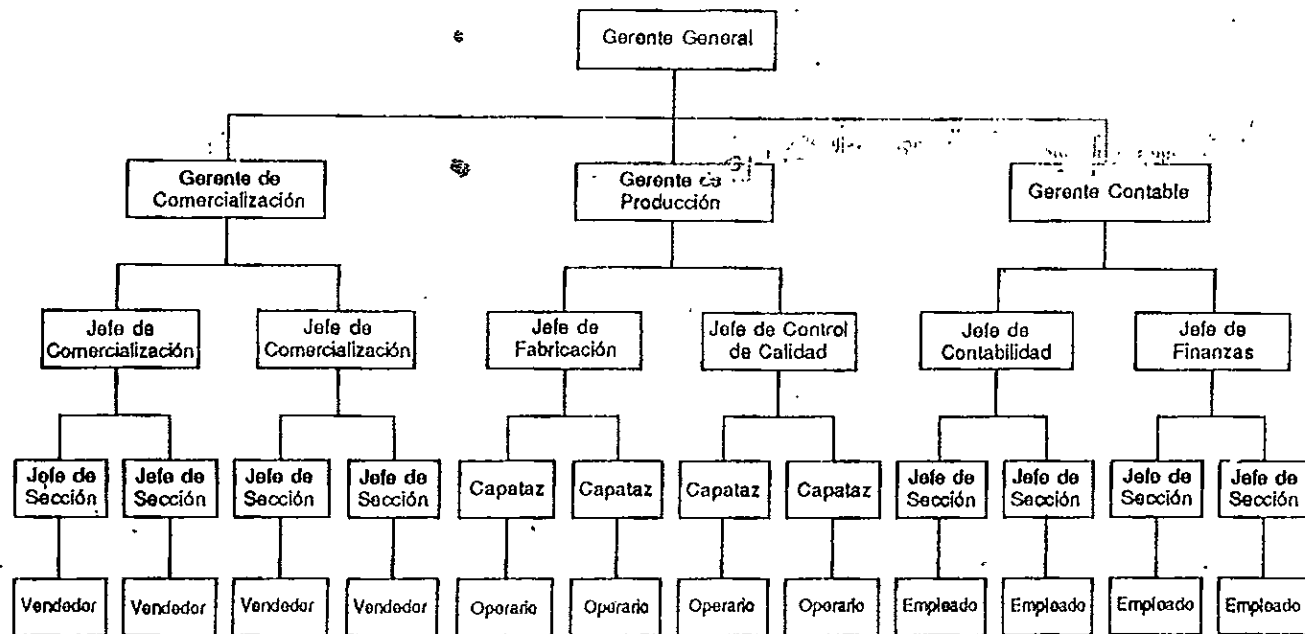 Gerente General
Gerente de
Comercialización
Gerente de
Producción
Gerente Contable
Jefe de
Comercialización
Jefe de
Comercialización
Jefe de
Fabricación
Jefe de Control
de Calidad
Jefe de
Contabilidad
Jefe de
Finanzas
Jefe de
Sección
Jefe de
Sección
Jefe de
Sección
Jefe de
Sección
Capataz
Capataz
Capataz
Capataz
Jefe de
Sección
Jefe de
Sección
Jefe de
Sección
Jefe de
Sección
Vendedor
Vendedor
Vendedor
Vendedor
Operario
Operario
Operario
Operario
Empleado
Empleado
Empleado
Empleado